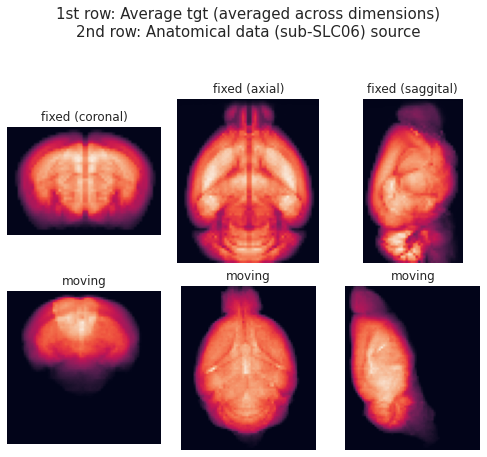 1st row: Average tgt (averaged across dimensions)
2nd row: Anatomical data (sub-SLC06) source
fixed (coronal)
fixed (axial)
fixed (saggital)
moving
moving
moving